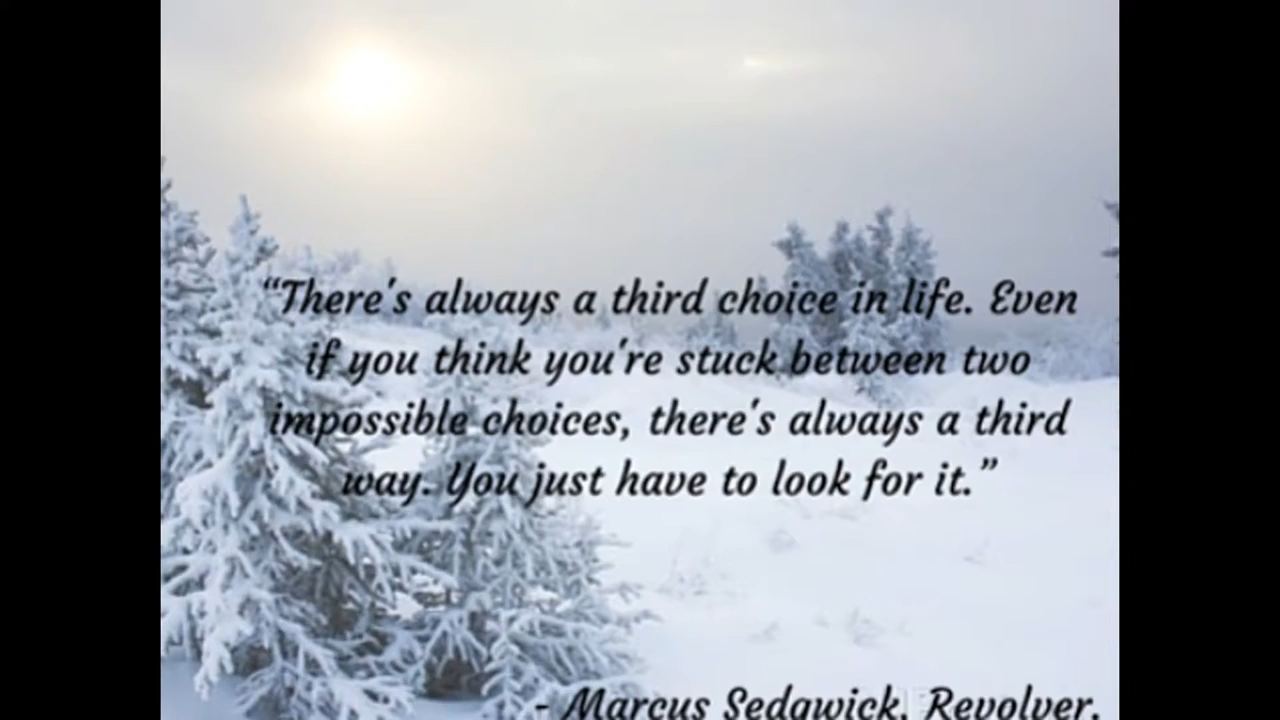 “There's always a third choice in life. Even
if you think you're stuck between two
impossible choices, there's always a third
way. You just have to look for it.”
- Marcus Sedgwick, Revolver.